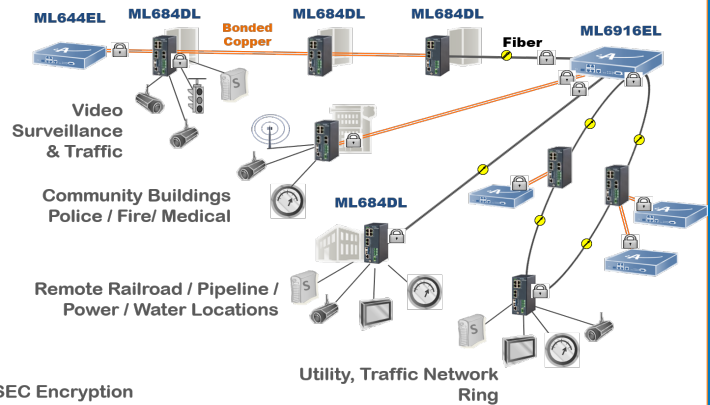 ML644EL
ML684DL
ML684DL
ML684DL
ML6916EL
Bonded
Copper
Fiber
Video
Surveillance
& Traffic
Community Buildings
Police / Fire/ Medical
ML684DL
Remote Railroad / Pipeline /
Power / Water Locations
Utility, Traffic Network
Ring
SEC Encryption